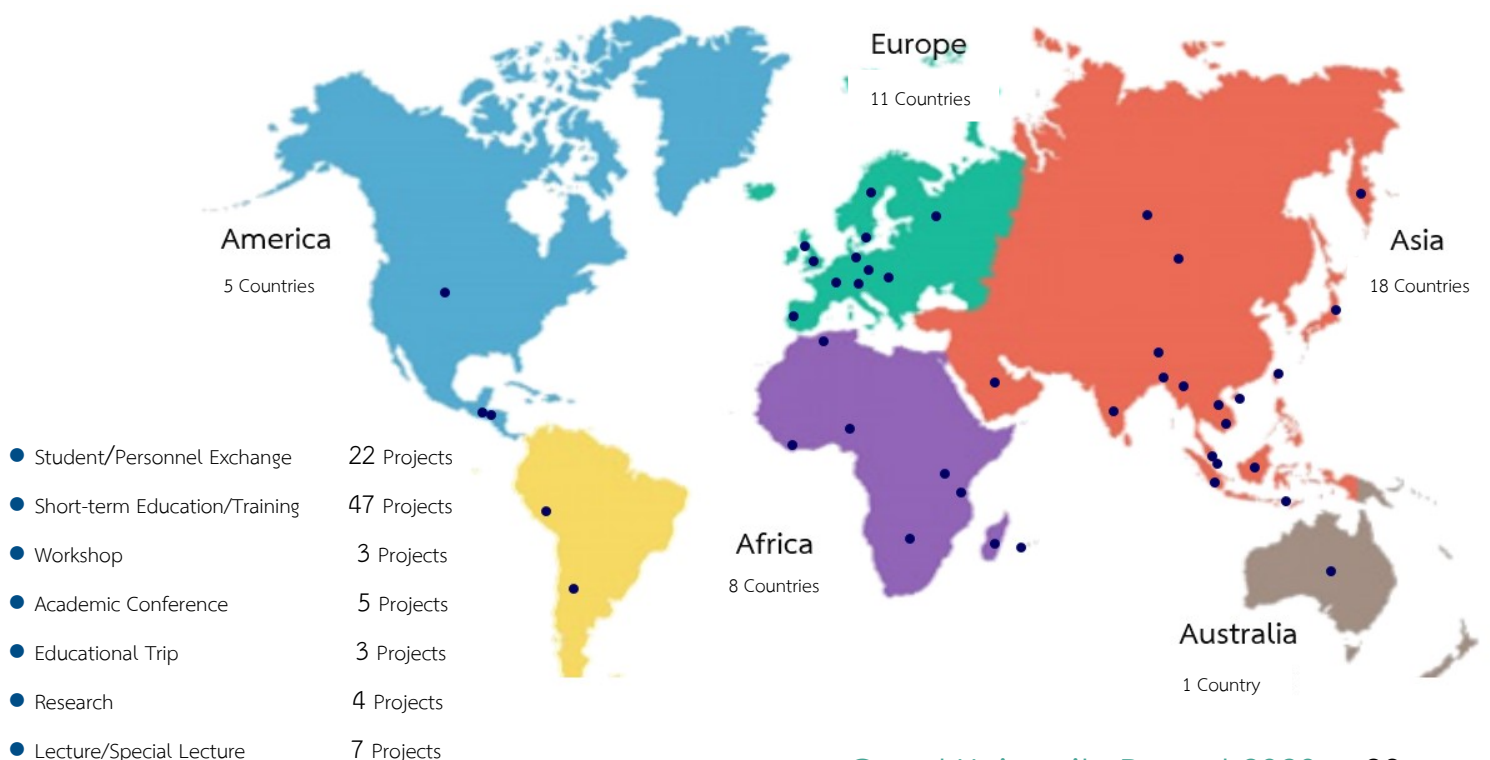 Europe
11 Countries
America
5 Countries
Asia
18 Countries
Student/Personnel Exchange 22 Projects
Short-term Education/Training 47 Projects
Workshop 3 Projects
Academic Conference 5 Projects
Educational Trip 3 Projects
Research 4 Projects
Lecture/Special Lecture 7 Projects
Africa
8 Countries
Australia
1 Country